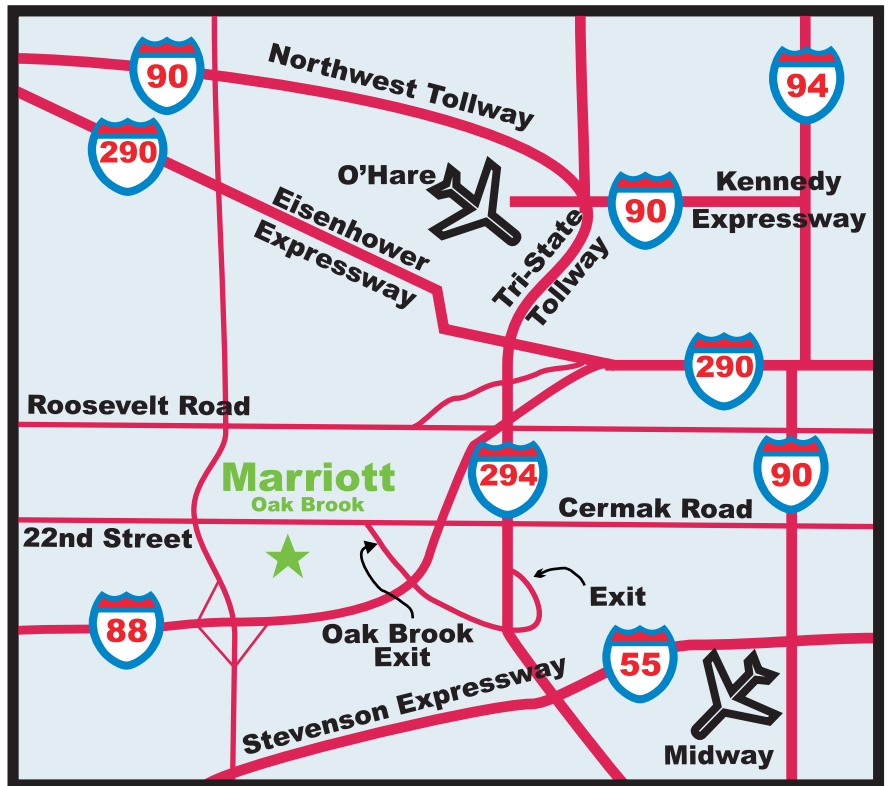 90
Northwest Tollway
94
290
O'Hare
Kennedy
Expressway
90
Eisenhower
Expressway
Tri-State
Tollway
290
Roosevelt Road
Marriott
Oak Brook
294
90
Cermak Road
22nd Street
Exit
88
Oak Brook
Exit
55
Stevenson Expressway
Midway